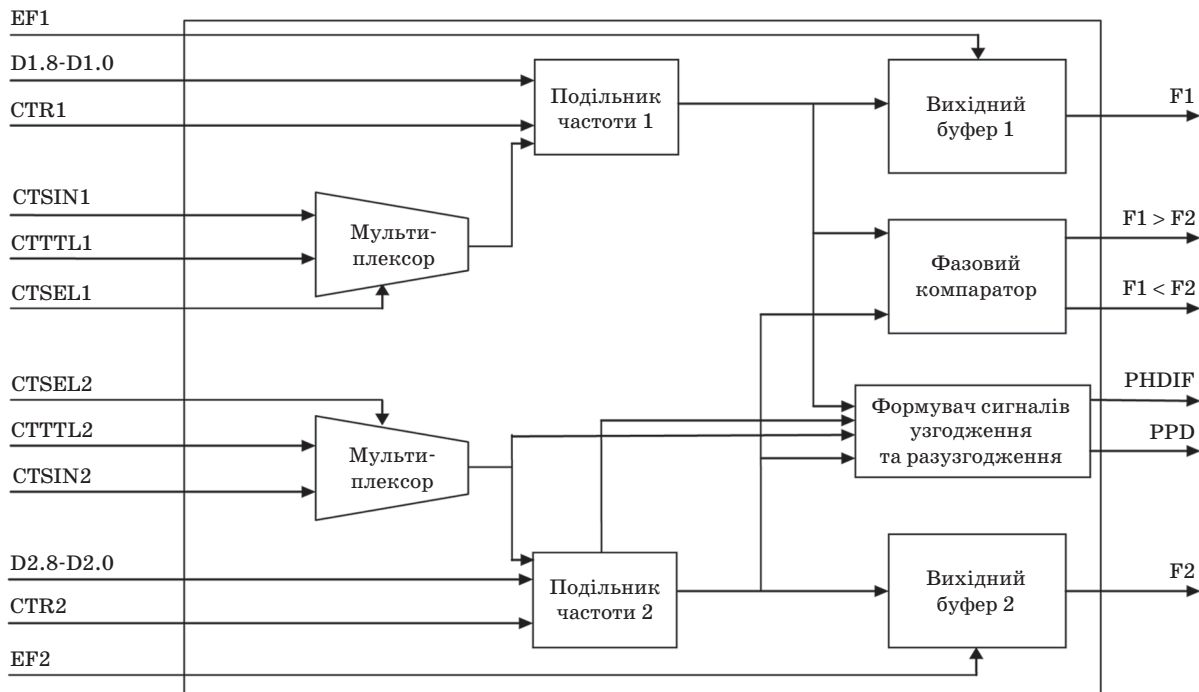 EF1
D1.8-D1.0
CTR1
CTSIN1
CTTTL1
CTSEL1
CTSEL2
CTTTL2
CTSIN2
D2.8-D2.0
CTR2
EF2
Мульти-
плексор
Мульти-
плексор
Подільник
частоти 1
Подільник
частоти 2
Вихідний
буфер 1
Фазовий
компаратор
Формувач сигналів
узгодження
та разузгодження
Вихідний
буфер 2
F1
F1 > F2
F1 < F2
PHDIF
PPD
F2